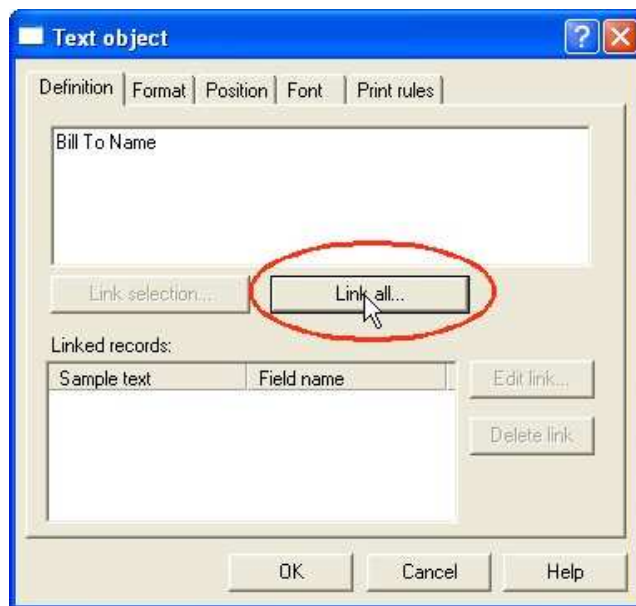 Text object
Definition Format Position Font Print rules
Bill To Name
Link selection... Link all...
Linked records:
Sample text Field name
Edit link...
Delete link
OK Cancel Help